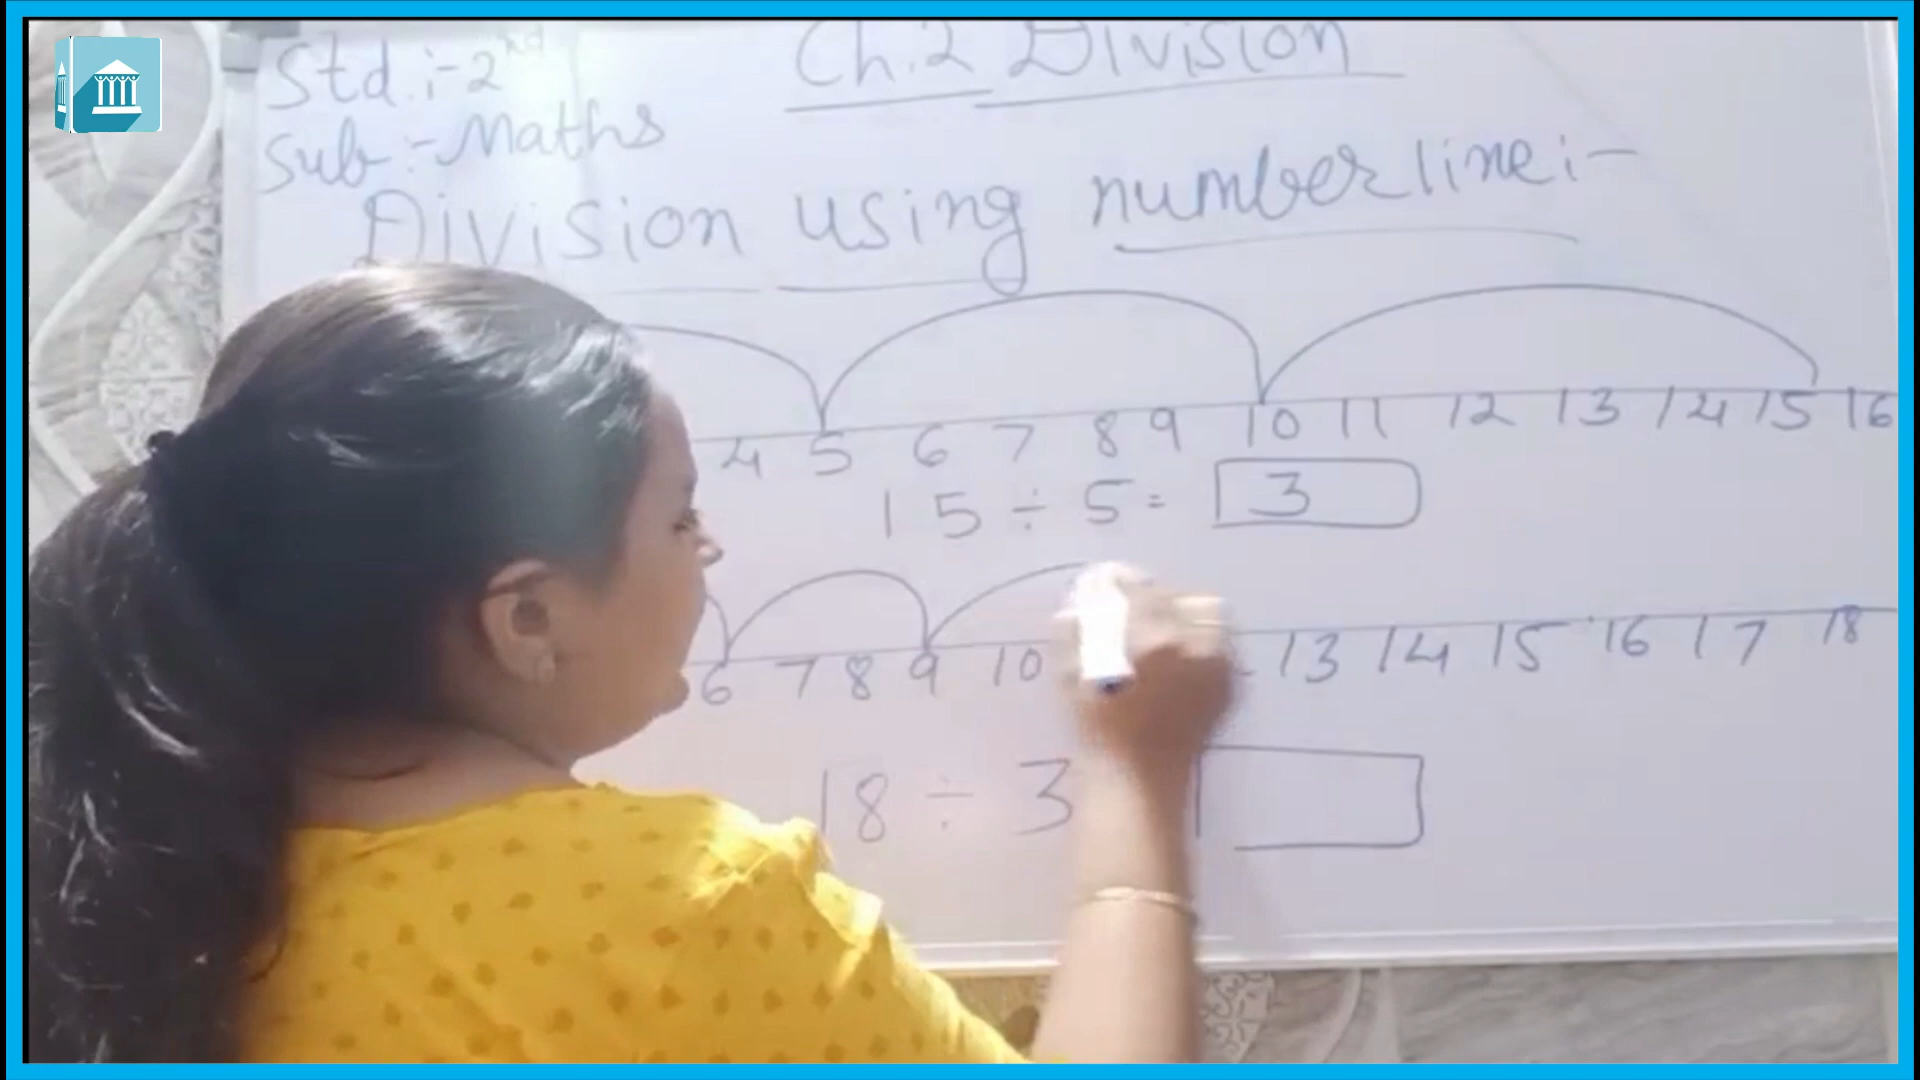 Std :- 2nd
Ch. 2 Division
Sub :- Maths
Division using number line :-
4 5 6 7 8 9 10 11 12 13 14 15 16
15 ÷ 5 = 3
6 7 8 9 10 13 14 15 16 17 18
18 ÷ 3